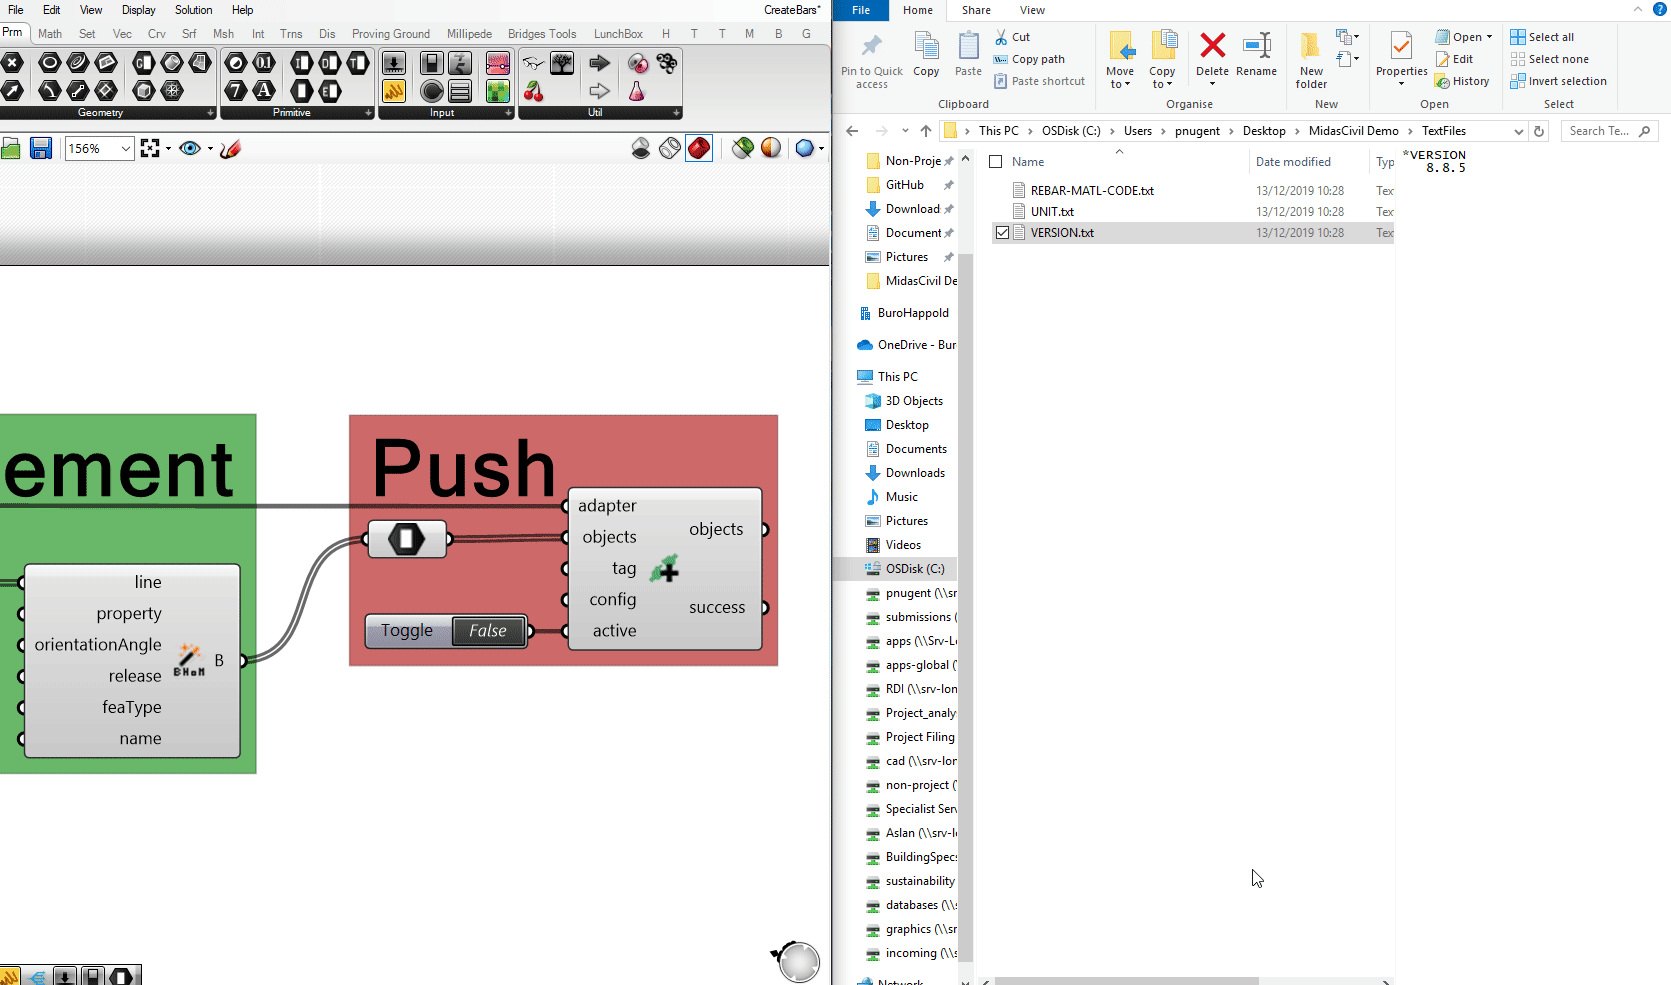 File Edit View Display Solution Help CreateBars*
Prm Math Set Vec Crv Srf Msh Int Trns Dis Proving Ground Millipede Bridges Tools LunchBox H T T M B G
Geometry Primitive Input Util
156%
ement
line
property
orientationAngle
release
feaType
name
BHoM
B
Push
adapter
objects
tag
config
active
objects
success
Toggle False
File Home Share View
Pin to Quick access
Copy
Paste
Cut
Copy path
Paste shortcut
Clipboard
Move to
Copy to
Delete
Rename
Organise
New folder
New
Properties
Open
Edit
History
Open
Select all
Select none
Invert selection
Select
This PC > OSDisk (C:) > Users > pnugent > Desktop > MidasCivil Demo > TextFiles
Search Te...
Non-Proje
GitHub
Download
Document
Pictures
MidasCivil De
BuroHappold
OneDrive - Bur
This PC
3D Objects
Desktop
Documents
Downloads
Music
Pictures
Videos
OSDisk (C:)
pnugent (\\sr
submissions (
apps (\\Srv-Lo
apps-global (
RDI (\\srv-lon
Project_analy
Project Filing
cad (\\srv-lon
non-project (
Specialist Serv
Aslan (\\srv-l
BuildingSpecs
sustainability
databases (\\s
graphics (\\sr
incoming (\\s
Network
Name Date modified Typ
REBAR-MATL-CODE.txt 13/12/2019 10:28 Tex
UNIT.txt 13/12/2019 10:28 Tex
VERSION.txt 13/12/2019 10:28 Tex
*VERSION
8.8.5